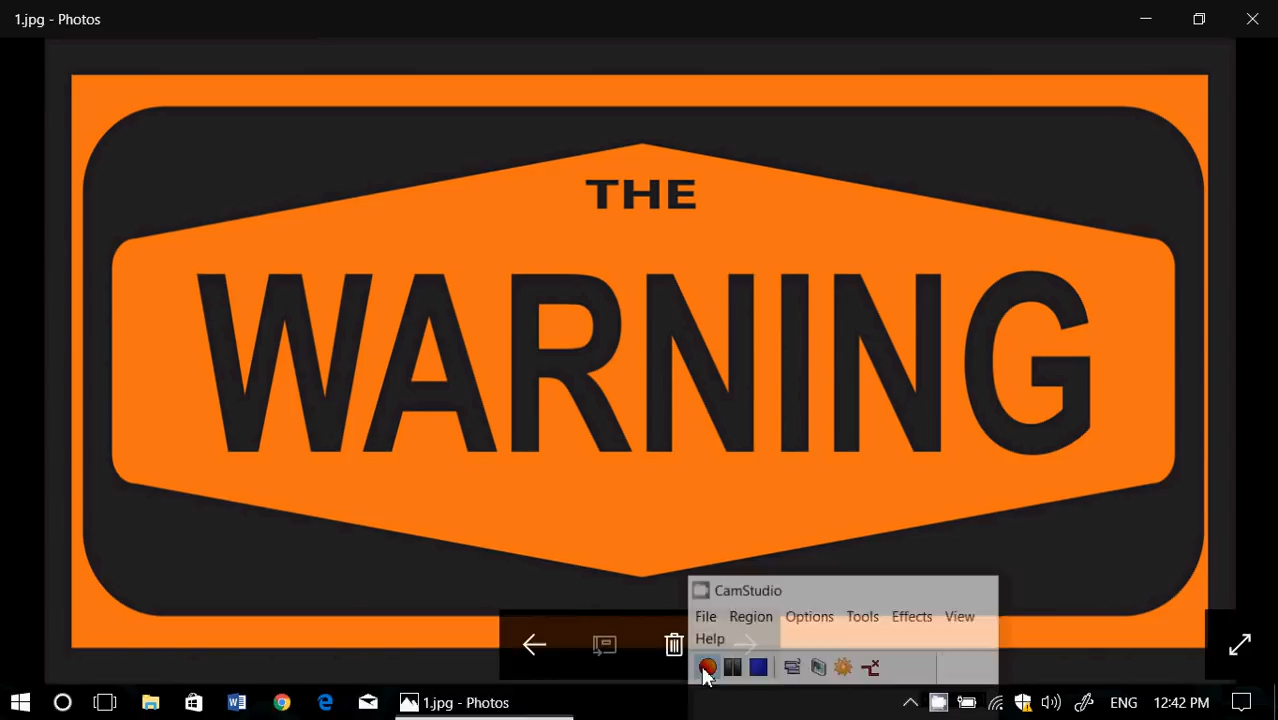 1.jpg - Photos
THE
WARNING
CamStudio
File Region Options Tools Effects View
Help
1.jpg - Photos
ENG 12:42 PM